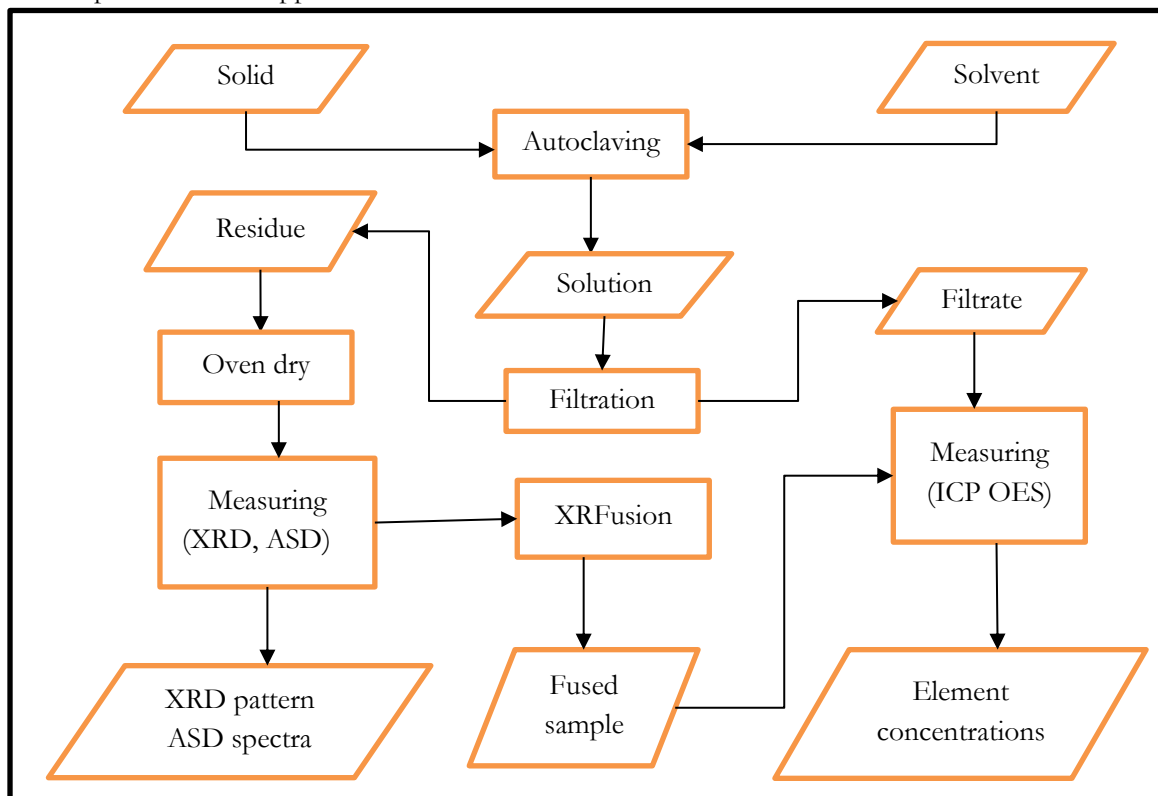 Solid
Solvent
Autoclaving
Residue
Solution
Filtrate
Oven dry
Filtration
Measuring
(XRD, ASD)
XRFusion
Measuring
(ICP OES)
XRD pattern
ASD spectra
Fused
sample
Element
concentrations